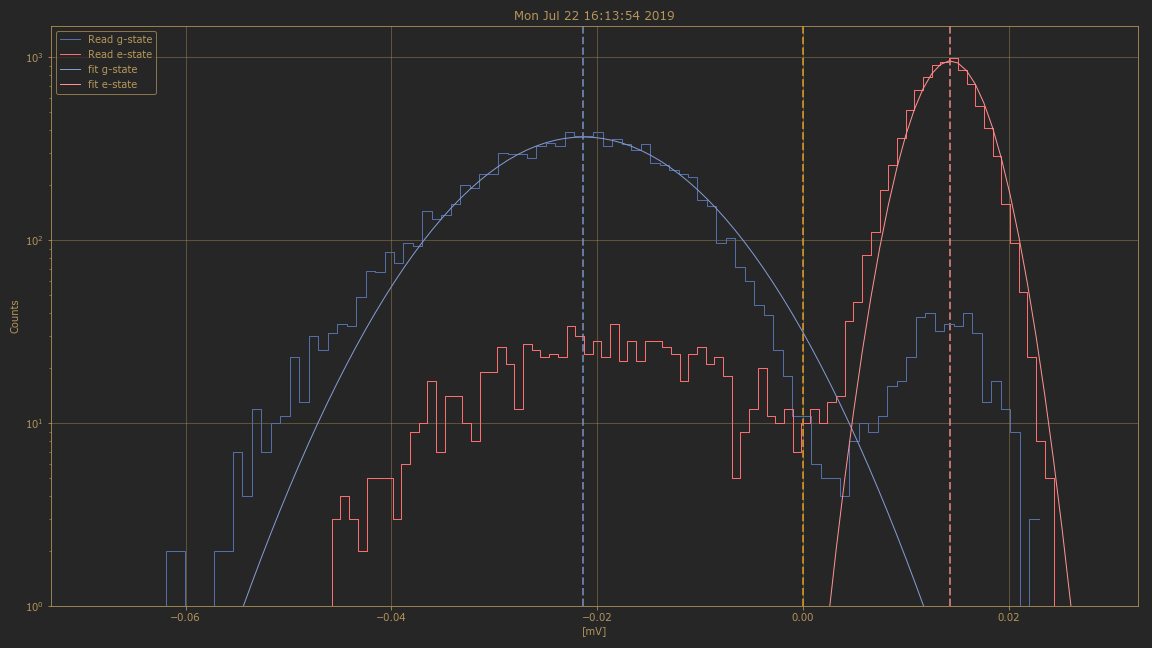 Mon Jul 22 16:13:54 2019
Read g-state
Read e-state
fit g-state
fit e-state
10³
10²
10¹
10⁰
Counts
−0.06
−0.04
−0.02
0.00
0.02
[mV]